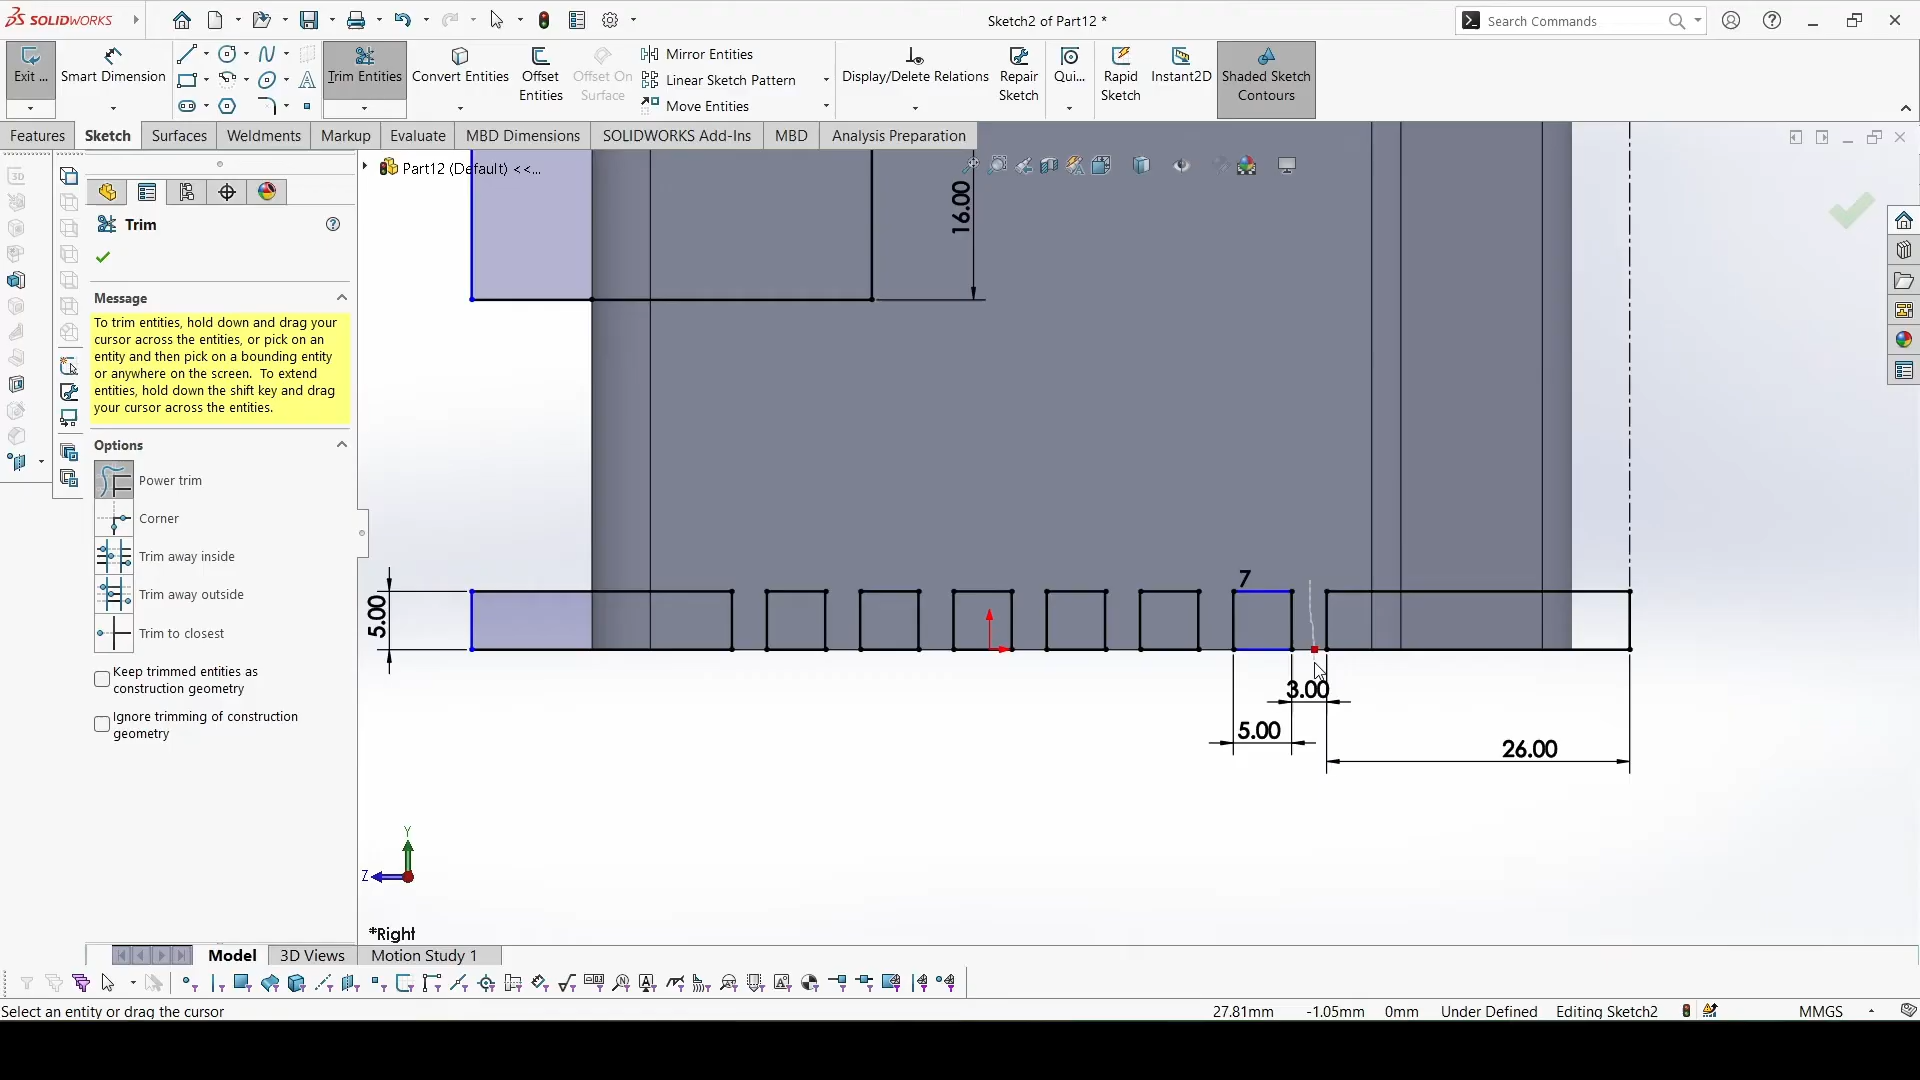 SOLIDWORKS
Sketch2 of Part12 *
Search Commands
Exit ...
Smart Dimension
Trim Entities
Convert Entities
Offset Entities
Offset On Surface
Mirror Entities
Linear Sketch Pattern
Move Entities
Display/Delete Relations
Repair Sketch
Qui...
Rapid Sketch
Instant2D
Shaded Sketch Contours
Features
Sketch
Surfaces
Weldments
Markup
Evaluate
MBD Dimensions
SOLIDWORKS Add-Ins
MBD
Analysis Preparation
Part12 (Default) <<...
Trim
Message
To trim entities, hold down and drag your
cursor across the entities, or pick on an
entity and then pick on a bounding entity
or anywhere on the screen. To extend
entities, hold down the shift key and drag
your cursor across the entities.
Options
Power trim
Corner
Trim away inside
Trim away outside
Trim to closest
Keep trimmed entities as
construction geometry
Ignore trimming of construction
geometry
16.00
5.00
7
3.00
5.00
26.00
Y
Z
*Right
Model
3D Views
Motion Study 1
Select an entity or drag the cursor
27.81mm
-1.05mm
0mm
Under Defined
Editing Sketch2
MMGS